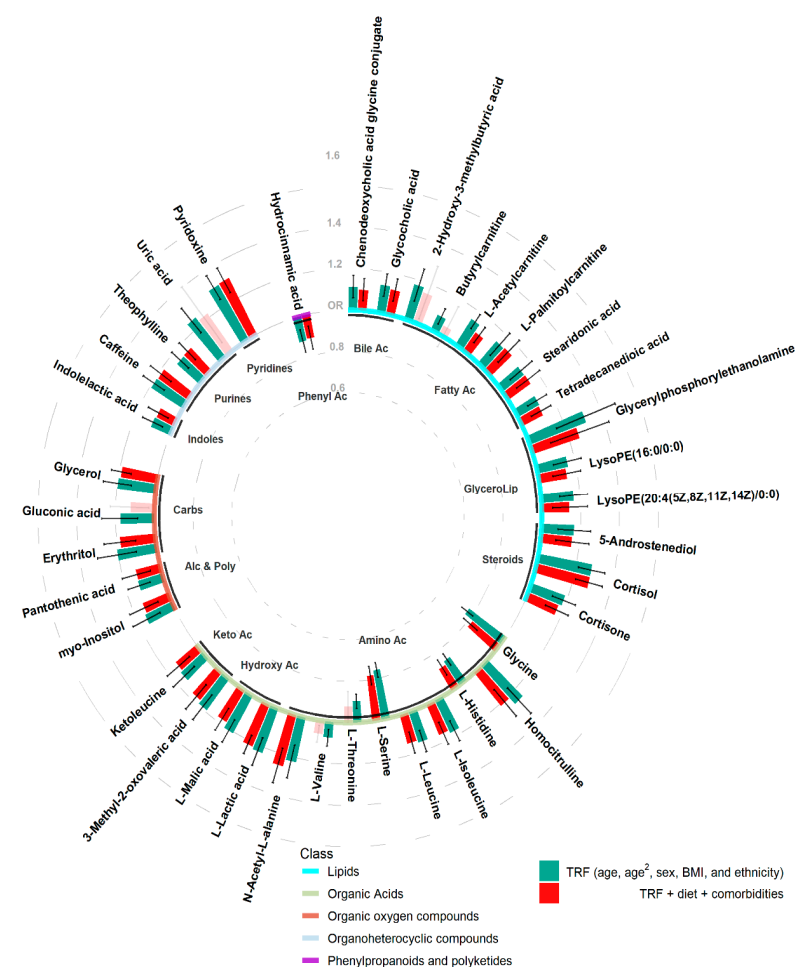 1.6
1.4
1.2
OR
0.8
0.6
Chenodeoxycholic acid glycine conjugate
Glycocholic acid
2-Hydroxy-3-methylbutyric acid
Butyrylcarnitine
L-Acetylcarnitine
L-Palmitoylcarnitine
Stearidonic acid
Tetradecanedioic acid
Glycerylphosphorylethanolamine
LysoPE(16:0/0:0)
LysoPE(20:4(5Z,8Z,11Z,14Z)/0:0)
5-Androstenediol
Cortisol
Cortisone
Glycine
Homocitrulline
L-Histidine
L-Isoleucine
L-Leucine
L-Serine
L-Threonine
L-Valine
N-Acetyl-L-alanine
L-Lactic acid
L-Malic acid
3-Methyl-2-oxovaleric acid
Ketoleucine
myo-Inositol
Pantothenic acid
Erythritol
Gluconic acid
Glycerol
Indolelactic acid
Caffeine
Theophylline
Uric acid
Pyridoxine
Hydrocinnamic acid
Bile Ac
Fatty Ac
GlyceroLip
Steroids
Amino Ac
Hydroxy Ac
Keto Ac
Alc & Poly
Carbs
Indoles
Purines
Pyridines
Phenyl Ac
Class
Lipids
Organic Acids
Organic oxygen compounds
Organoheterocyclic compounds
Phenylpropanoids and polyketides
TRF (age, age², sex, BMI, and ethnicity)
TRF + diet + comorbidities